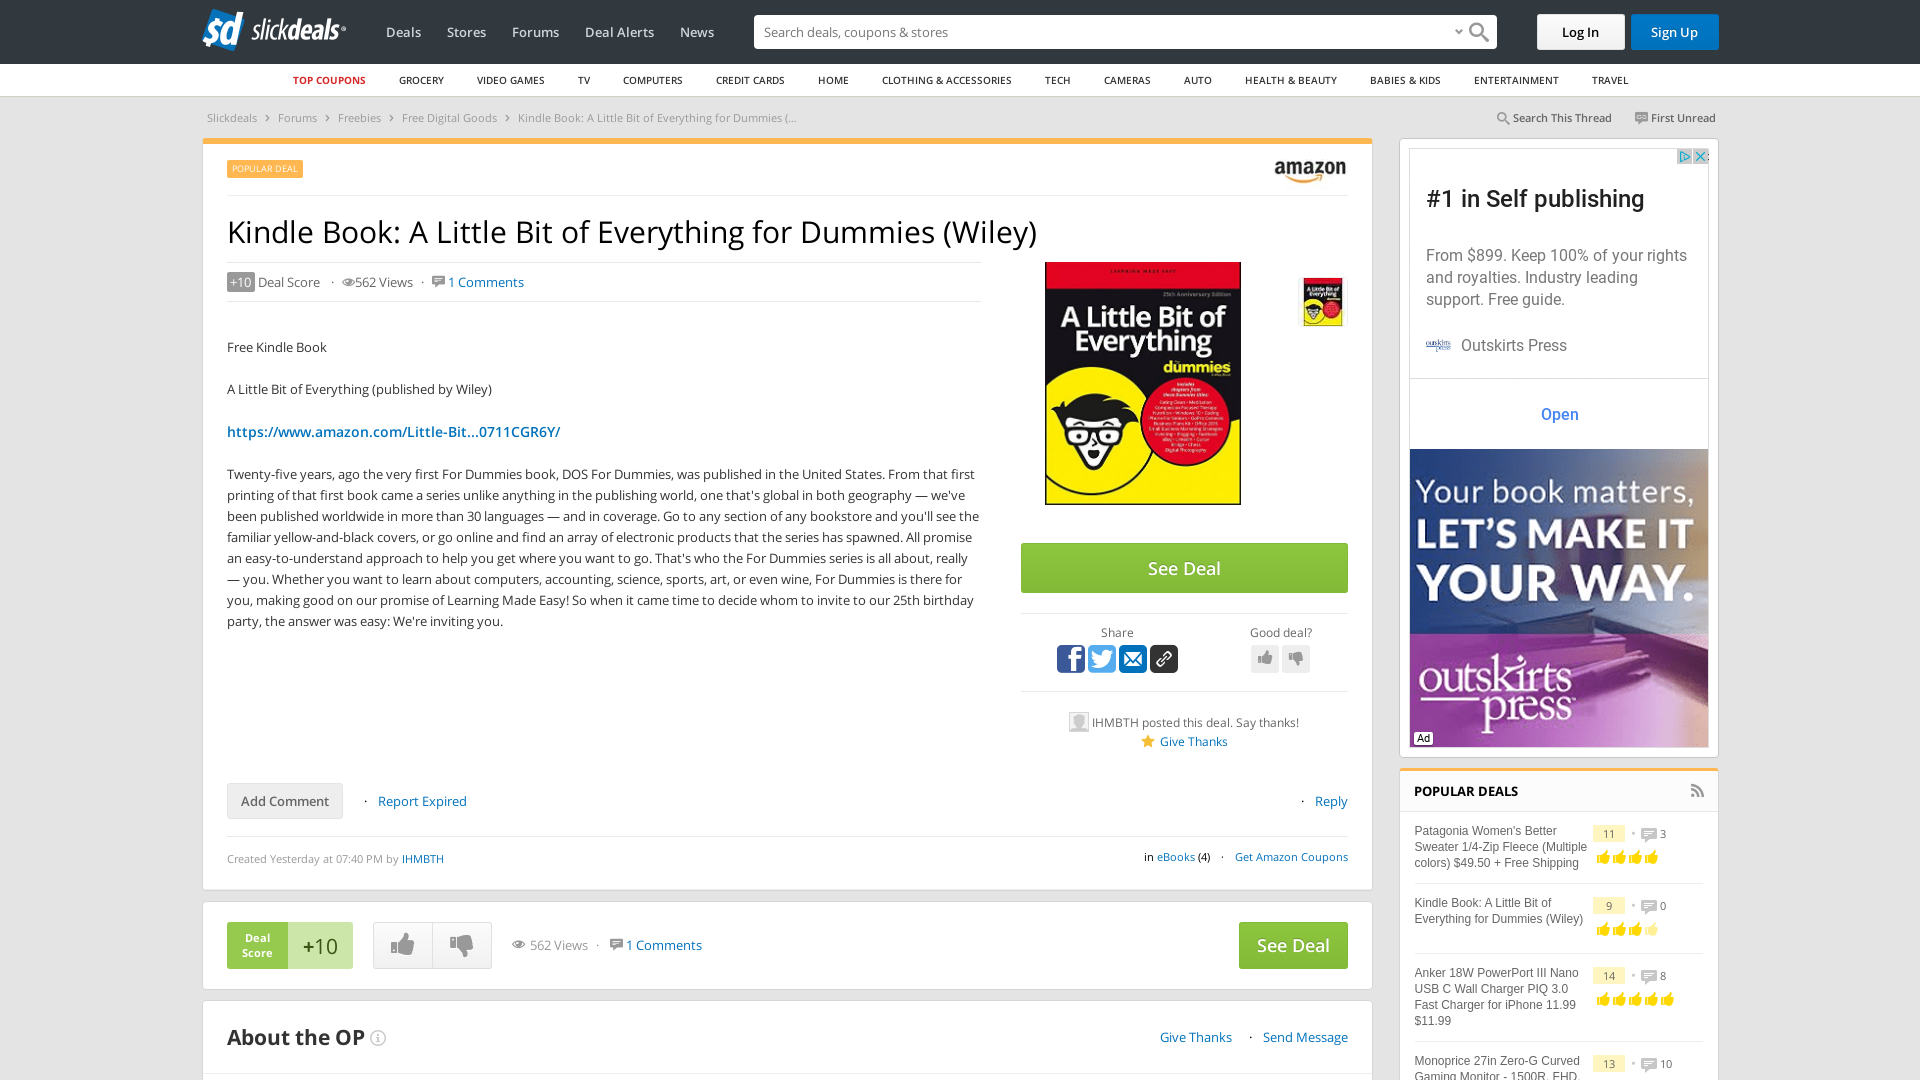 slickdeals
Deals
Stores
Forums
Deal Alerts
News
Search deals, coupons & stores
Log In
Sign Up
TOP COUPONS
GROCERY
VIDEO GAMES
TV
COMPUTERS
CREDIT CARDS
HOME
CLOTHING & ACCESSORIES
TECH
CAMERAS
AUTO
HEALTH & BEAUTY
BABIES & KIDS
ENTERTAINMENT
TRAVEL
Slickdeals > Forums > Freebies > Free Digital Goods > Kindle Book: A Little Bit of Everything for Dummies (...
Search This Thread
First Unread
POPULAR DEAL
amazon
Kindle Book: A Little Bit of Everything for Dummies (Wiley)
+10 Deal Score · 562 Views · 1 Comments
Free Kindle Book
A Little Bit of Everything (published by Wiley)
https://www.amazon.com/Little-Bit...0711CGR6Y/
Twenty-five years, ago the very first For Dummies book, DOS For Dummies, was published in the United States. From that first
printing of that first book came a series unlike anything in the publishing world, one that's global in both geography — we've
been published worldwide in more than 30 languages — and in coverage. Go to any section of any bookstore and you'll see the
familiar yellow-and-black covers, or go online and find an array of electronic products that the series has spawned. All promise
an easy-to-understand approach to help you get where you want to go. That's who the For Dummies series is all about, really
— you. Whether you want to learn about computers, accounting, science, sports, art, or even wine, For Dummies is there for
you, making good on our promise of Learning Made Easy! So when it came time to decide whom to invite to our 25th birthday
party, the answer was easy: We're inviting you.
LEARNING MADE EASY
25th Anniversary Edition
A Little Bit of
Everything
for
dummies
See Deal
Share
Good deal?
IHMBTH posted this deal. Say thanks!
Give Thanks
Add Comment
· Report Expired
· Reply
Created Yesterday at 07:40 PM by IHMBTH
in eBooks (4) · Get Amazon Coupons
Deal
Score
+10
562 Views · 1 Comments
See Deal
About the OP
Give Thanks · Send Message
#1 in Self publishing
From $899. Keep 100% of your rights
and royalties. Industry leading
support. Free guide.
outskirts
press
Outskirts Press
Open
Your book matters,
LET'S MAKE IT
YOUR WAY.
outskirts
press
Ad
POPULAR DEALS
Patagonia Women's Better
Sweater 1/4-Zip Fleece (Multiple
colors) $49.50 + Free Shipping
11 • 3
Kindle Book: A Little Bit of
Everything for Dummies (Wiley)
9 • 0
Anker 18W PowerPort III Nano
USB C Wall Charger PIQ 3.0
Fast Charger for iPhone 11.99
$11.99
14 • 8
Monoprice 27in Zero-G Curved
Gaming Monitor - 1500R, FHD,
13 • 10